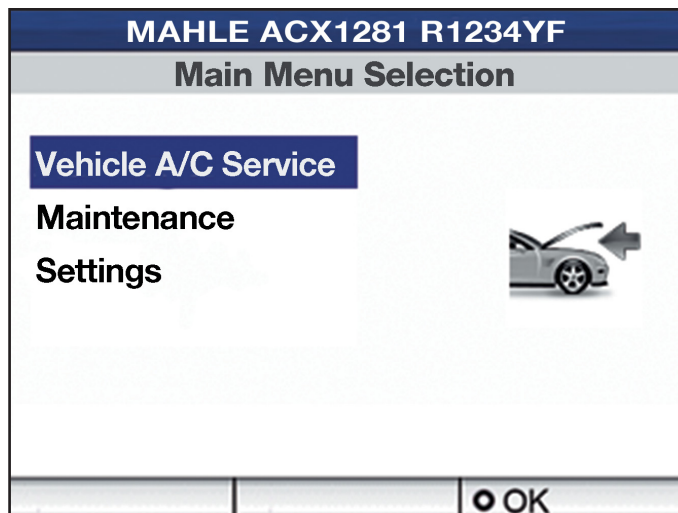 MAHLE ACX1281 R1234YF
Main Menu Selection
Vehicle A/C Service
Maintenance
Settings
OK